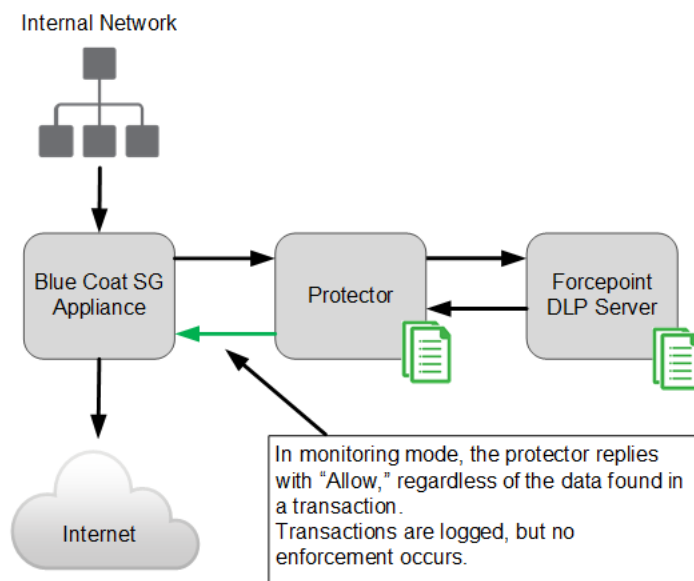 Internal Network
Blue Coat SG
Appliance
Protector
Forcepoint
DLP Server
In monitoring mode, the protector replies
with “Allow,” regardless of the data found in
a transaction.
Transactions are logged, but no
enforcement occurs.
Internet